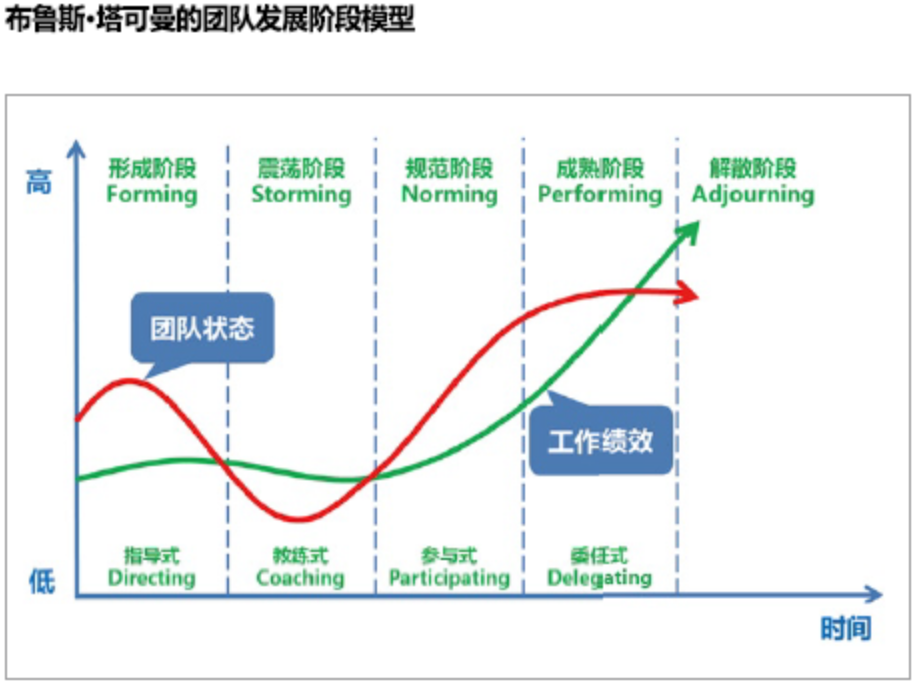 布鲁斯·塔可曼的团队发展阶段模型
高
形成阶段
Forming
震荡阶段
Storming
规范阶段
Norming
成熟阶段
Performing
解散阶段
Adjourning
团队状态
工作绩效
指导式
Directing
教练式
Coaching
参与式
Participating
委任式
Delegating
低
时间